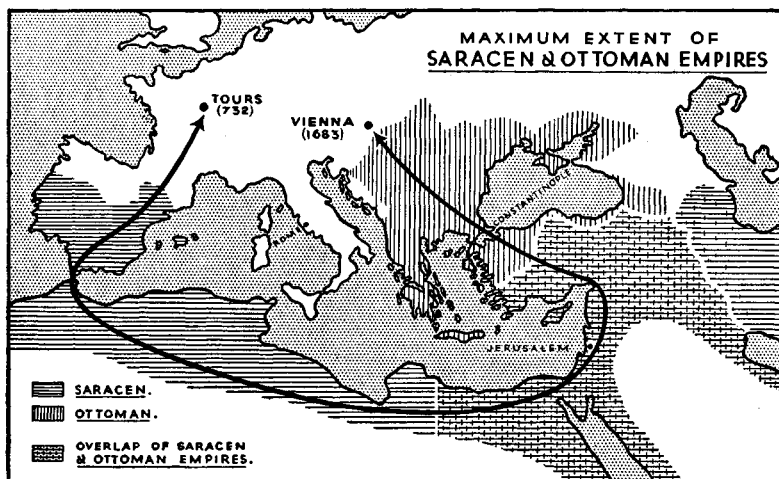 MAXIMUM EXTENT OF
SARACEN & OTTOMAN EMPIRES
TOURS
(732)
VIENNA
(1683)
CONSTANTINOPLE
ROME
JERUSALEM
SARACEN.
OTTOMAN.
OVERLAP OF SARACEN
& OTTOMAN EMPIRES.